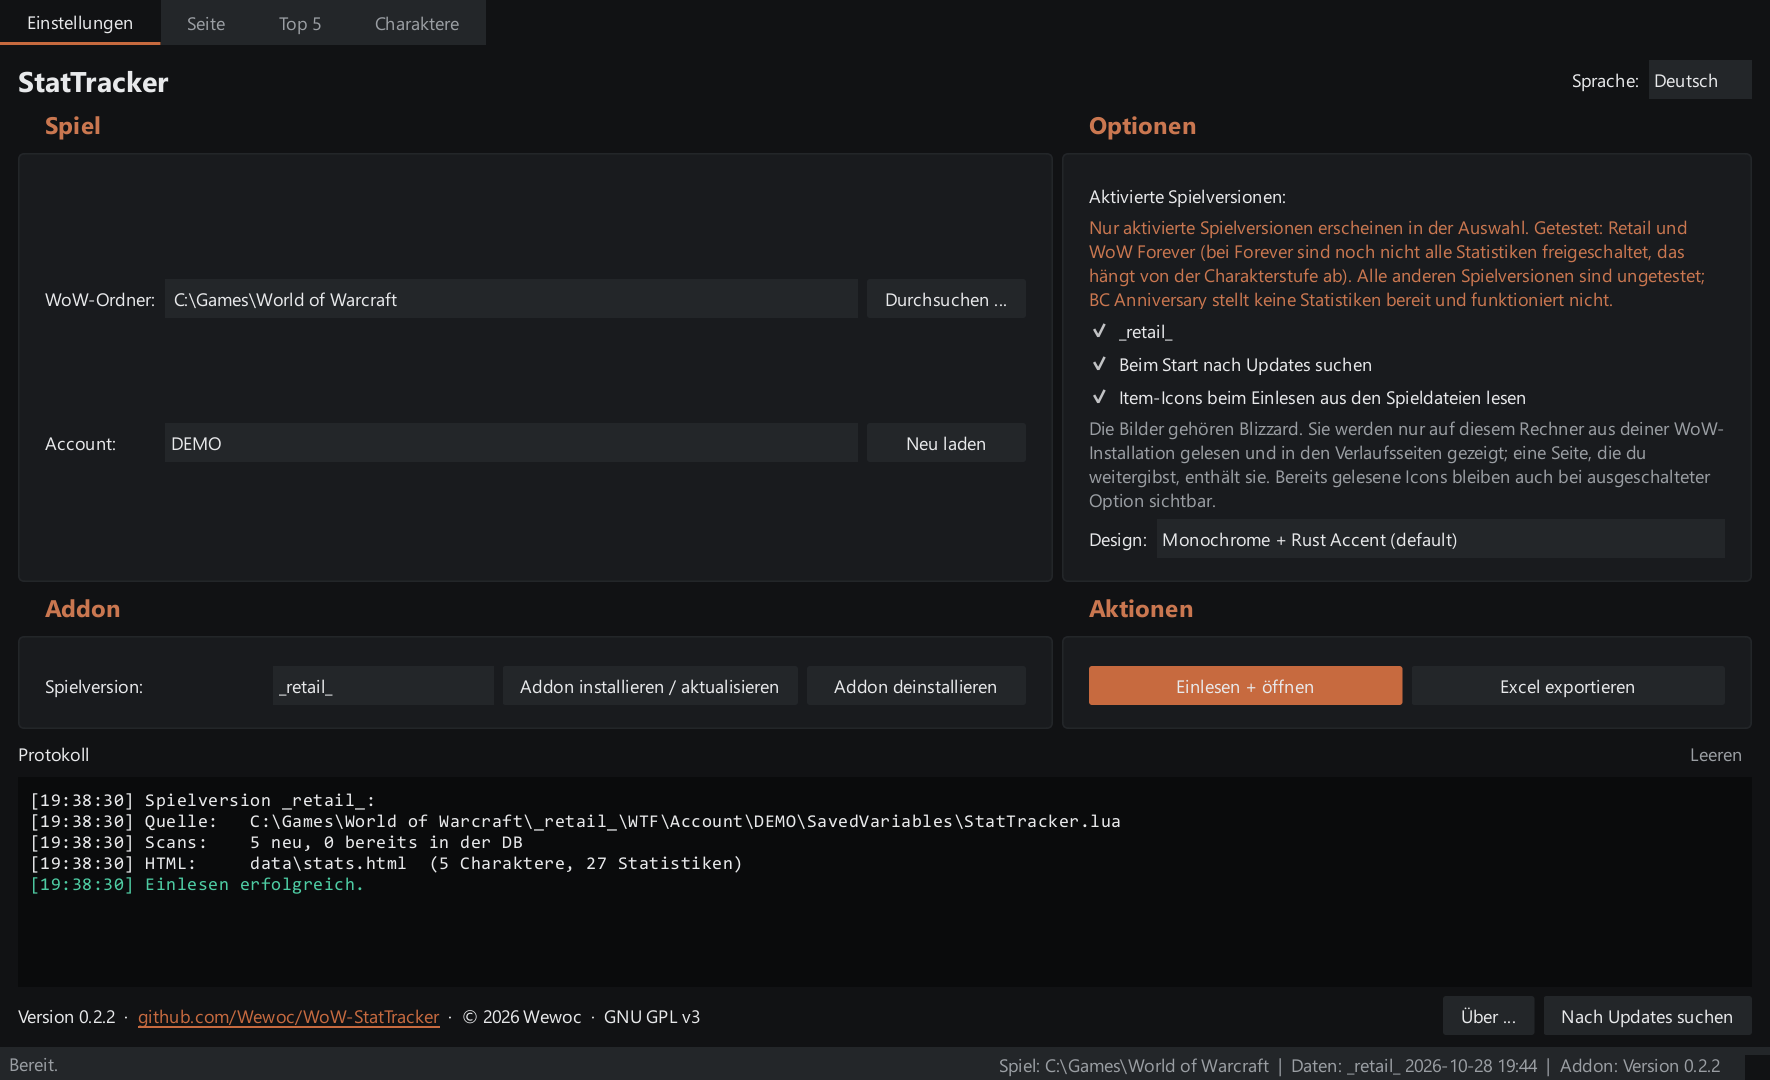 Einstellungen Seite Top 5 Charaktere
StatTracker
Sprache: Deutsch
Spiel
WoW-Ordner: C:\Games\World of Warcraft Durchsuchen ...
Account: DEMO Neu laden
Optionen
Aktivierte Spielversionen:
Nur aktivierte Spielversionen erscheinen in der Auswahl. Getestet: Retail und
WoW Forever (bei Forever sind noch nicht alle Statistiken freigeschaltet, das
hängt von der Charakterstufe ab). Alle anderen Spielversionen sind ungetestet;
BC Anniversary stellt keine Statistiken bereit und funktioniert nicht.
_retail_
Beim Start nach Updates suchen
Item-Icons beim Einlesen aus den Spieldateien lesen
Die Bilder gehören Blizzard. Sie werden nur auf diesem Rechner aus deiner WoW-
Installation gelesen und in den Verlaufsseiten gezeigt; eine Seite, die du
weitergibst, enthält sie. Bereits gelesene Icons bleiben auch bei ausgeschalteter
Option sichtbar.
Design: Monochrome + Rust Accent (default)
Addon
Spielversion: _retail_ Addon installieren / aktualisieren Addon deinstallieren
Aktionen
Einlesen + öffnen Excel exportieren
Protokoll Leeren
[19:38:30] Spielversion _retail_:
[19:38:30] Quelle: C:\Games\World of Warcraft\_retail_\WTF\Account\DEMO\SavedVariables\StatTracker.lua
[19:38:30] Scans: 5 neu, 0 bereits in der DB
[19:38:30] HTML: data\stats.html (5 Charaktere, 27 Statistiken)
[19:38:30] Einlesen erfolgreich.
Version 0.2.2 · github.com/Wewoc/WoW-StatTracker · © 2026 Wewoc · GNU GPL v3 Über ... Nach Updates suchen
Bereit. Spiel: C:\Games\World of Warcraft | Daten: _retail_ 2026-10-28 19:44 | Addon: Version 0.2.2